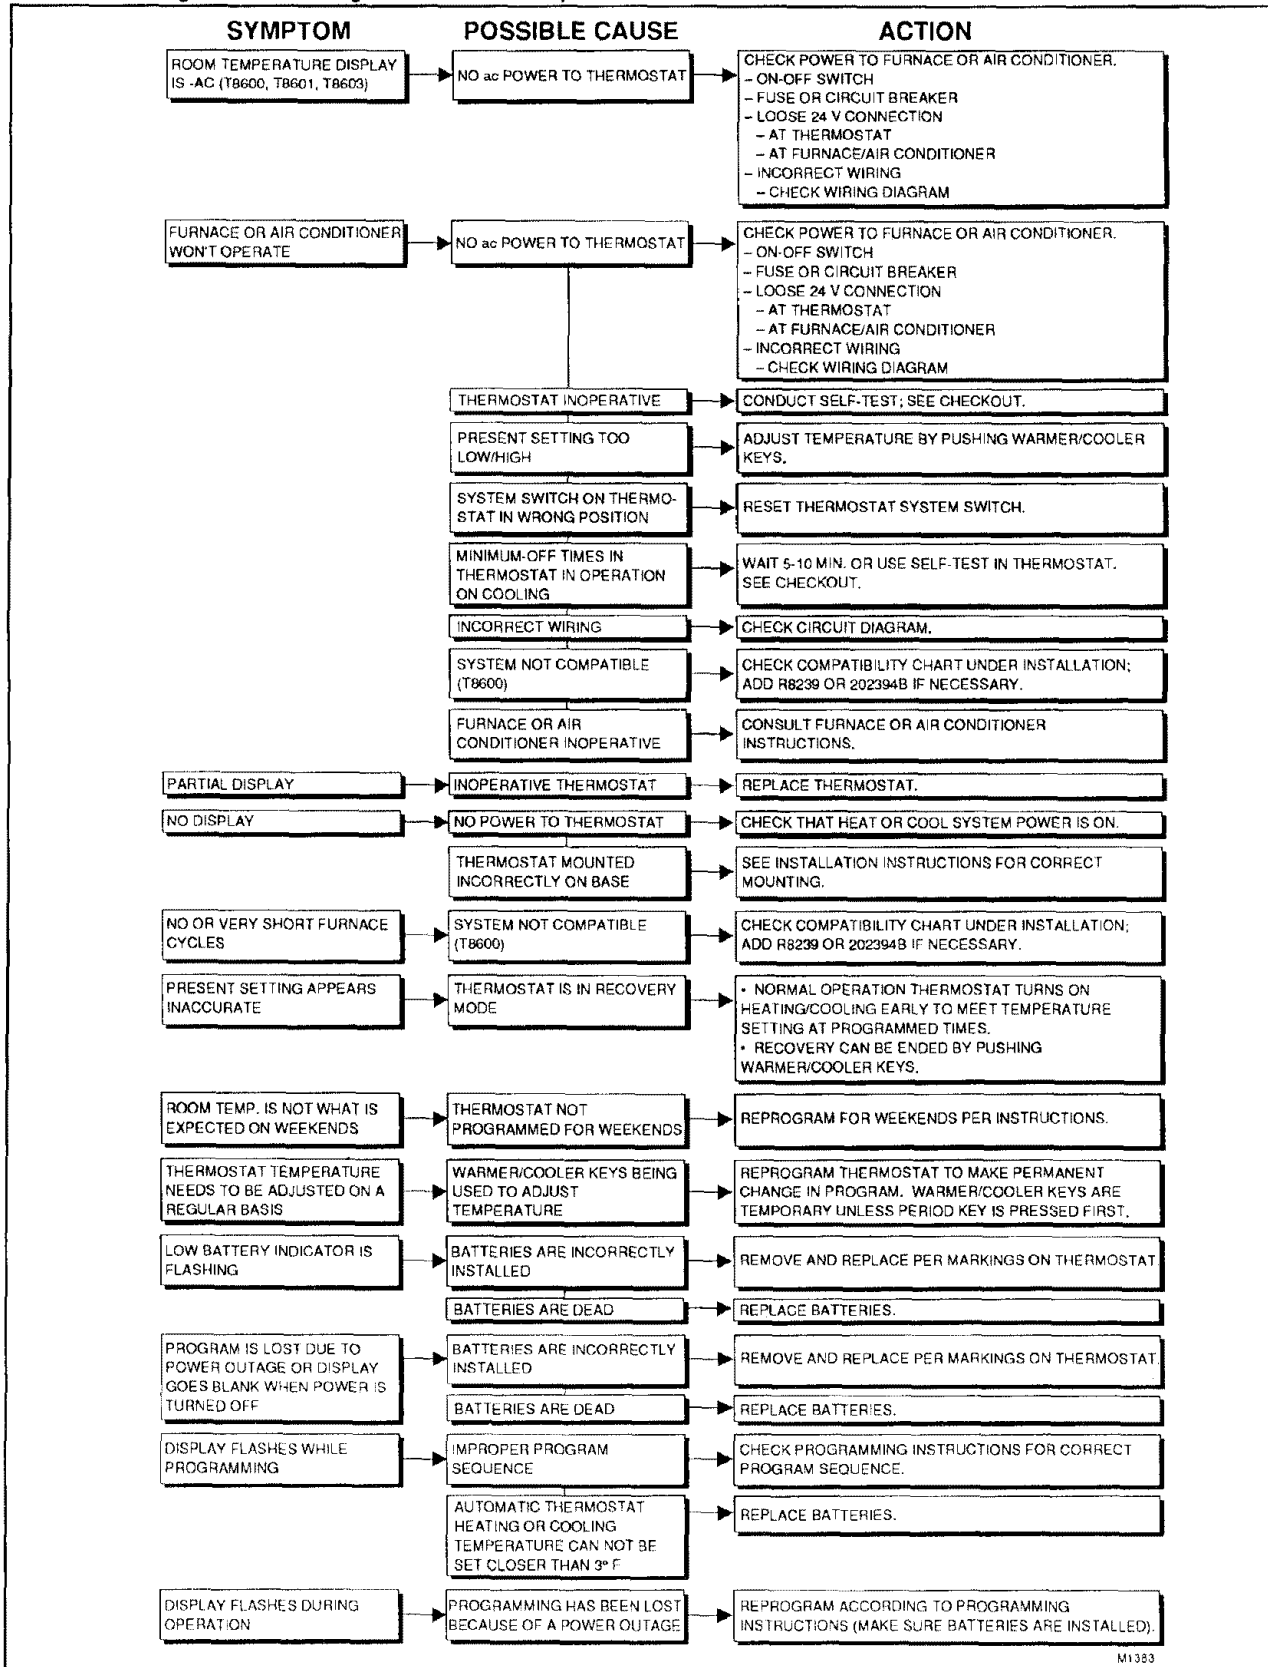 SYMPTOM
POSSIBLE CAUSE
ACTION
ROOM TEMPERATURE DISPLAY
IS -AC (T8600, T8601, T8603)
NO ac POWER TO THERMOSTAT
CHECK POWER TO FURNACE OR AIR CONDITIONER.
– ON-OFF SWITCH
– FUSE OR CIRCUIT BREAKER
– LOOSE 24 V CONNECTION
– AT THERMOSTAT
– AT FURNACE/AIR CONDITIONER
– INCORRECT WIRING
– CHECK WIRING DIAGRAM
FURNACE OR AIR CONDITIONER
WON'T OPERATE
NO ac POWER TO THERMOSTAT
CHECK POWER TO FURNACE OR AIR CONDITIONER.
– ON-OFF SWITCH
– FUSE OR CIRCUIT BREAKER
– LOOSE 24 V CONNECTION
– AT THERMOSTAT
– AT FURNACE/AIR CONDITIONER
– INCORRECT WIRING
– CHECK WIRING DIAGRAM
THERMOSTAT INOPERATIVE
CONDUCT SELF-TEST; SEE CHECKOUT.
PRESENT SETTING TOO
LOW/HIGH
ADJUST TEMPERATURE BY PUSHING WARMER/COOLER
KEYS.
SYSTEM SWITCH ON THERMO-
STAT IN WRONG POSITION
RESET THERMOSTAT SYSTEM SWITCH.
MINIMUM-OFF TIMES IN
THERMOSTAT IN OPERATION
ON COOLING
WAIT 5-10 MIN. OR USE SELF-TEST IN THERMOSTAT.
SEE CHECKOUT.
INCORRECT WIRING
CHECK CIRCUIT DIAGRAM.
SYSTEM NOT COMPATIBLE
(T8600)
CHECK COMPATIBILITY CHART UNDER INSTALLATION;
ADD R8239 OR 202394B IF NECESSARY.
FURNACE OR AIR
CONDITIONER INOPERATIVE
CONSULT FURNACE OR AIR CONDITIONER
INSTRUCTIONS.
PARTIAL DISPLAY
INOPERATIVE THERMOSTAT
REPLACE THERMOSTAT.
NO DISPLAY
NO POWER TO THERMOSTAT
CHECK THAT HEAT OR COOL SYSTEM POWER IS ON.
THERMOSTAT MOUNTED
INCORRECTLY ON BASE
SEE INSTALLATION INSTRUCTIONS FOR CORRECT
MOUNTING.
NO OR VERY SHORT FURNACE
CYCLES
SYSTEM NOT COMPATIBLE
(T8600)
CHECK COMPATIBILITY CHART UNDER INSTALLATION;
ADD R8239 OR 202394B IF NECESSARY.
PRESENT SETTING APPEARS
INACCURATE
THERMOSTAT IS IN RECOVERY
MODE
• NORMAL OPERATION THERMOSTAT TURNS ON
HEATING/COOLING EARLY TO MEET TEMPERATURE
SETTING AT PROGRAMMED TIMES.
• RECOVERY CAN BE ENDED BY PUSHING
WARMER/COOLER KEYS.
ROOM TEMP. IS NOT WHAT IS
EXPECTED ON WEEKENDS
THERMOSTAT NOT
PROGRAMMED FOR WEEKENDS
REPROGRAM FOR WEEKENDS PER INSTRUCTIONS.
THERMOSTAT TEMPERATURE
NEEDS TO BE ADJUSTED ON A
REGULAR BASIS
WARMER/COOLER KEYS BEING
USED TO ADJUST
TEMPERATURE
REPROGRAM THERMOSTAT TO MAKE PERMANENT
CHANGE IN PROGRAM. WARMER/COOLER KEYS ARE
TEMPORARY UNLESS PERIOD KEY IS PRESSED FIRST.
LOW BATTERY INDICATOR IS
FLASHING
BATTERIES ARE INCORRECTLY
INSTALLED
REMOVE AND REPLACE PER MARKINGS ON THERMOSTAT
BATTERIES ARE DEAD
REPLACE BATTERIES.
PROGRAM IS LOST DUE TO
POWER OUTAGE OR DISPLAY
GOES BLANK WHEN POWER IS
TURNED OFF
BATTERIES ARE INCORRECTLY
INSTALLED
REMOVE AND REPLACE PER MARKINGS ON THERMOSTAT.
BATTERIES ARE DEAD
REPLACE BATTERIES.
DISPLAY FLASHES WHILE
PROGRAMMING
IMPROPER PROGRAM
SEQUENCE
CHECK PROGRAMMING INSTRUCTIONS FOR CORRECT
PROGRAM SEQUENCE.
AUTOMATIC THERMOSTAT
HEATING OR COOLING
TEMPERATURE CAN NOT BE
SET CLOSER THAN 3° F
REPLACE BATTERIES.
DISPLAY FLASHES DURING
OPERATION
PROGRAMMING HAS BEEN LOST
BECAUSE OF A POWER OUTAGE
REPROGRAM ACCORDING TO PROGRAMMING
INSTRUCTIONS (MAKE SURE BATTERIES ARE INSTALLED).
M1383